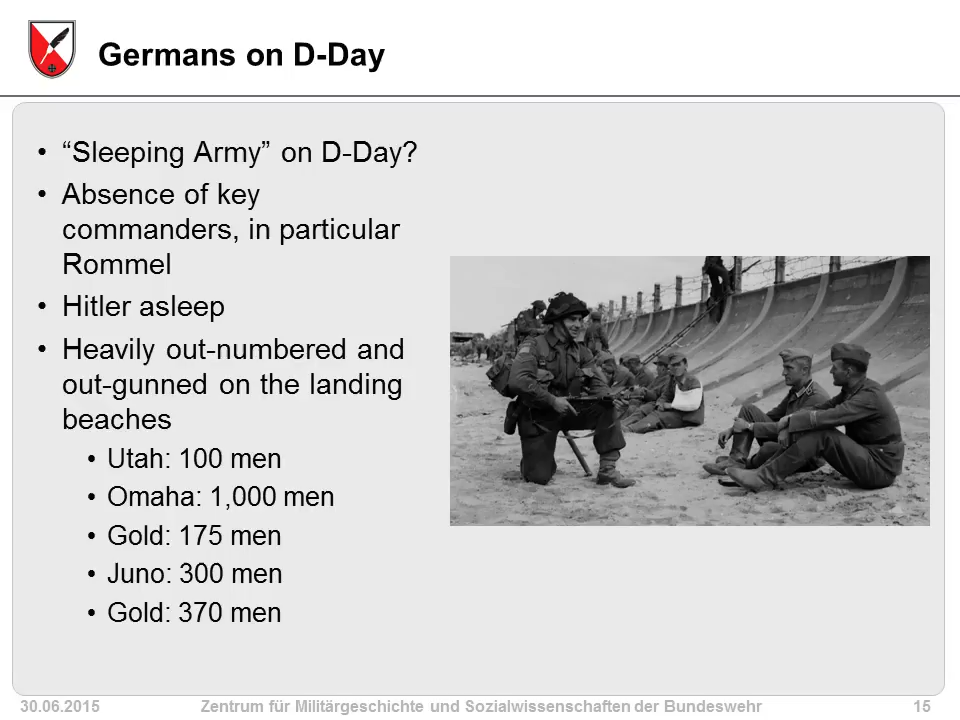 Germans on D-Day
• “Sleeping Army” on D-Day?
• Absence of key
commanders, in particular
Rommel
• Hitler asleep
• Heavily out-numbered and
out-gunned on the landing
beaches
• Utah: 100 men
• Omaha: 1,000 men
• Gold: 175 men
• Juno: 300 men
• Gold: 370 men
30.06.2015 Zentrum für Militärgeschichte und Sozialwissenschaften der Bundeswehr 15